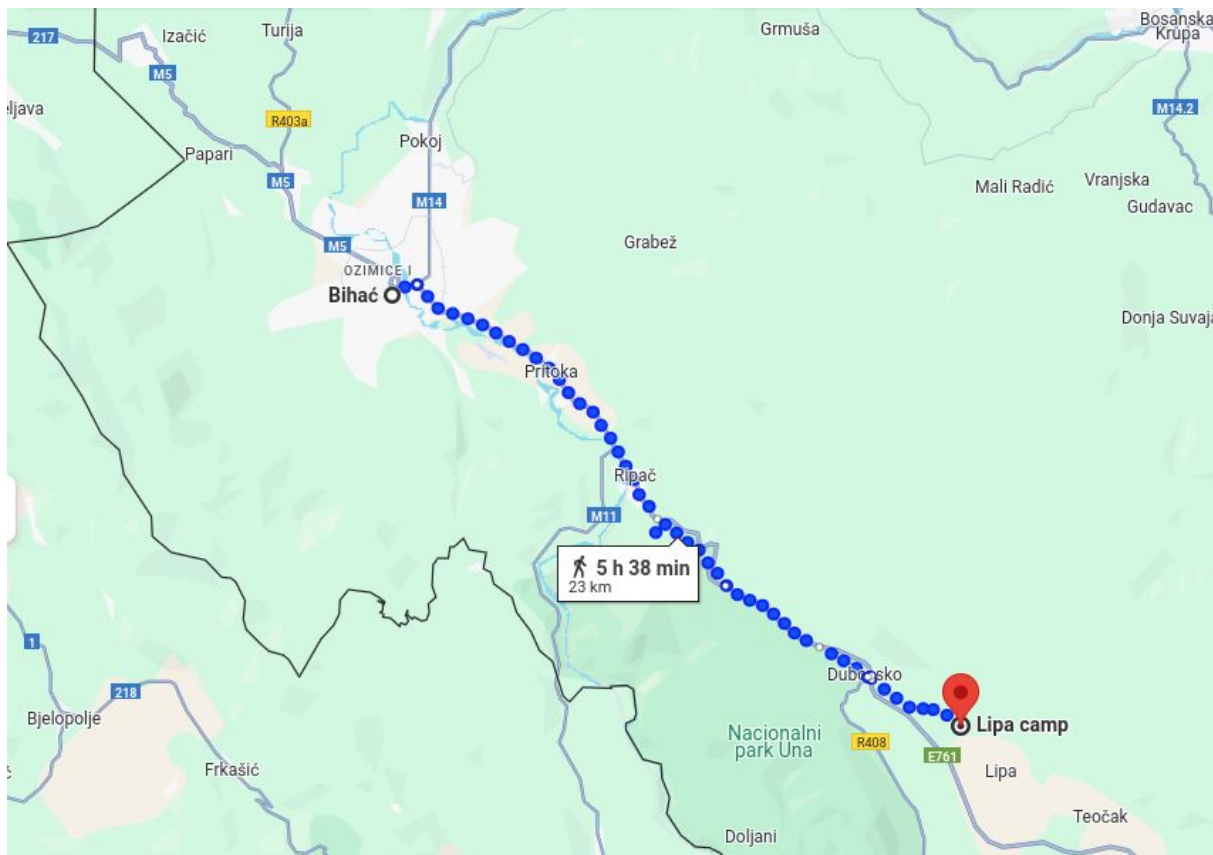 Bosanska
Krupa
217
Izačić
Turija
Grmuša
M5
eljava
R403a
M14.2
Papari
Pokoj
M5
M14
Mali Radić
Vranjska
Gudavac
M5
Grabež
OZIMICE I
Bihać
Donja Suvaja
Pritoka
Ripač
M11
5 h 38 min
23 km
1
218
Dubovsko
Bjelopolje
Nacionalni
park Una
Lipa camp
R408
E761
Frkašić
Lipa
Teočak
Doljani